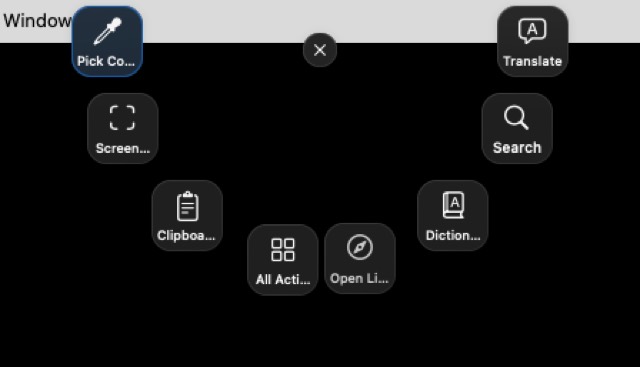 Window
Pick Co...
Translate
Screen...
Search
Clipboa...
Diction...
All Acti...
Open Li...